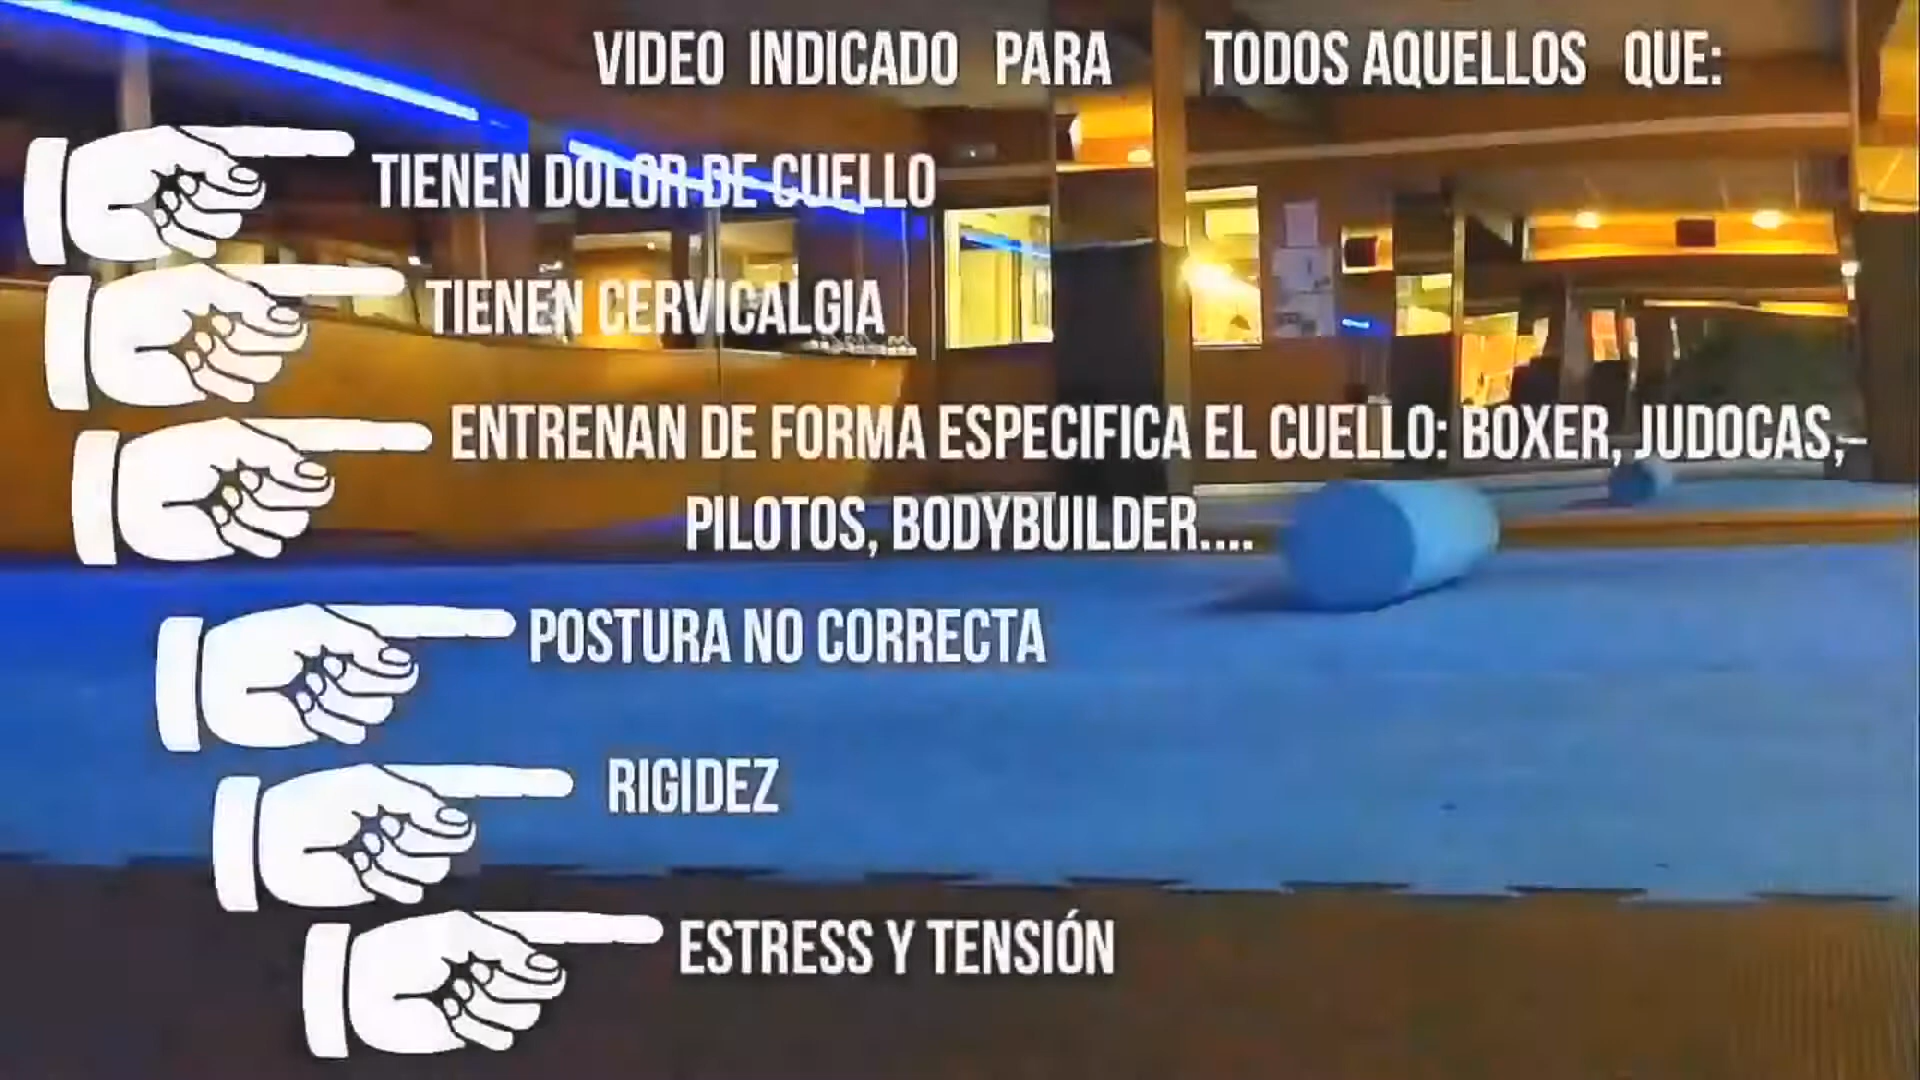 VIDEO INDICADO PARA TODOS AQUELLOS QUE:
TIENEN DOLOR DE CUELLO
TIENEN CERVICALGIA
ENTRENAN DE FORMA ESPECIFICA EL CUELLO: BOXER, JUDOCAS,
PILOTOS, BODYBUILDER....
POSTURA NO CORRECTA
RIGIDEZ
ESTRESS Y TENSIÓN